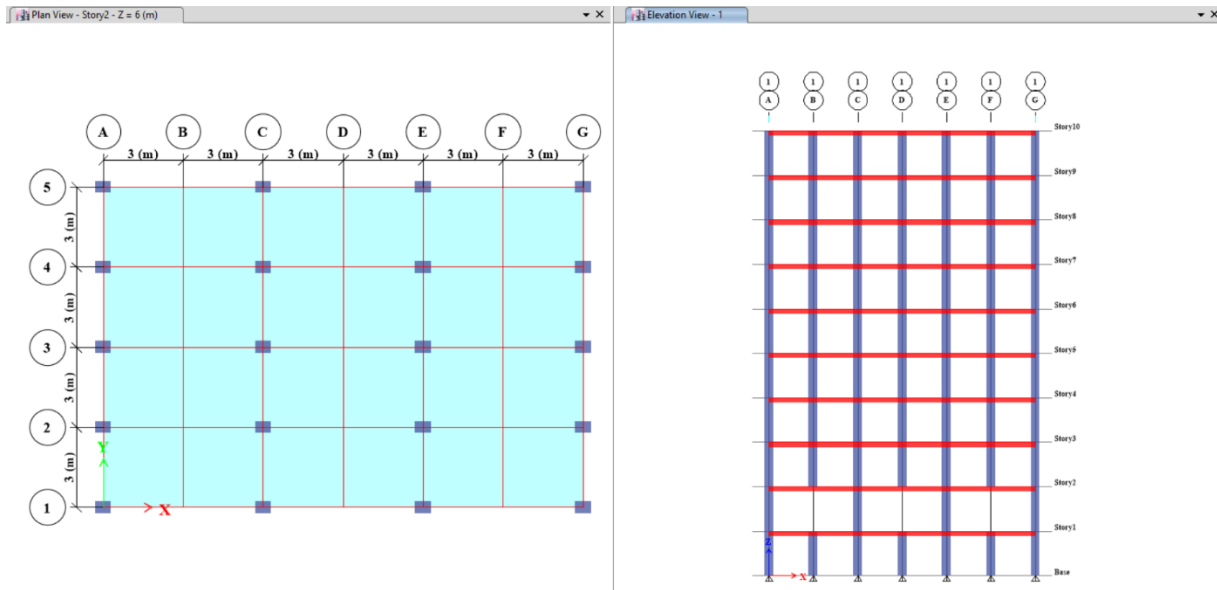 Plan View - Story2 - Z = 6 (m)
A B C D E F G
3 (m) 3 (m) 3 (m) 3 (m) 3 (m) 3 (m)
5
3 (m)
4
3 (m)
3
3 (m)
2
3 (m)
Y
1
X
Elevation View - 1
1 1 1 1 1 1 1
A B C D E F G
Story10
Story9
Story8
Story7
Story6
Story5
Story4
Story3
Story2
Story1
Z
X
Base